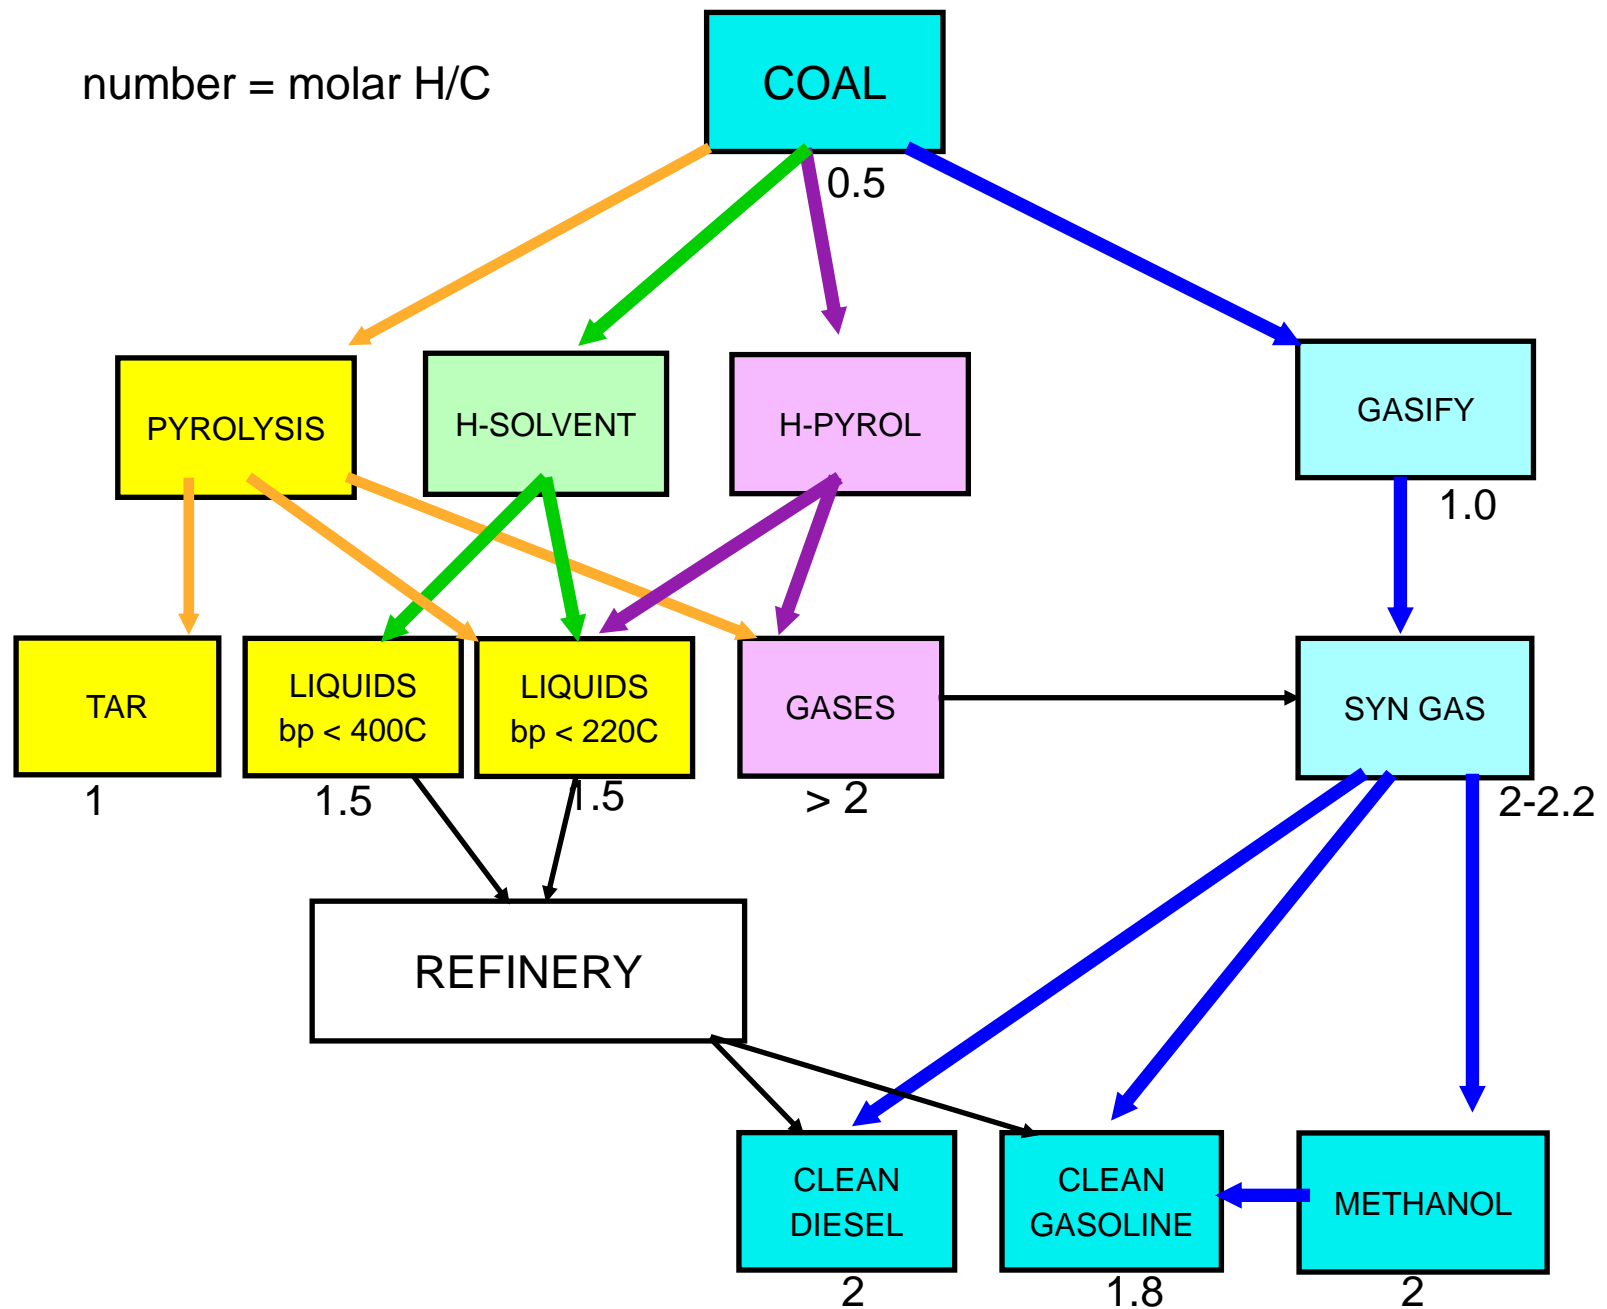 number = molar H/C
COAL
0.5
PYROLYSIS
H-SOLVENT
H-PYROL
GASIFY
1.0
TAR
LIQUIDS
bp < 400C
LIQUIDS
bp < 220C
GASES
SYN GAS
1
1.5
1.5
> 2
2-2.2
REFINERY
CLEAN
DIESEL
CLEAN
GASOLINE
METHANOL
2
1.8
2